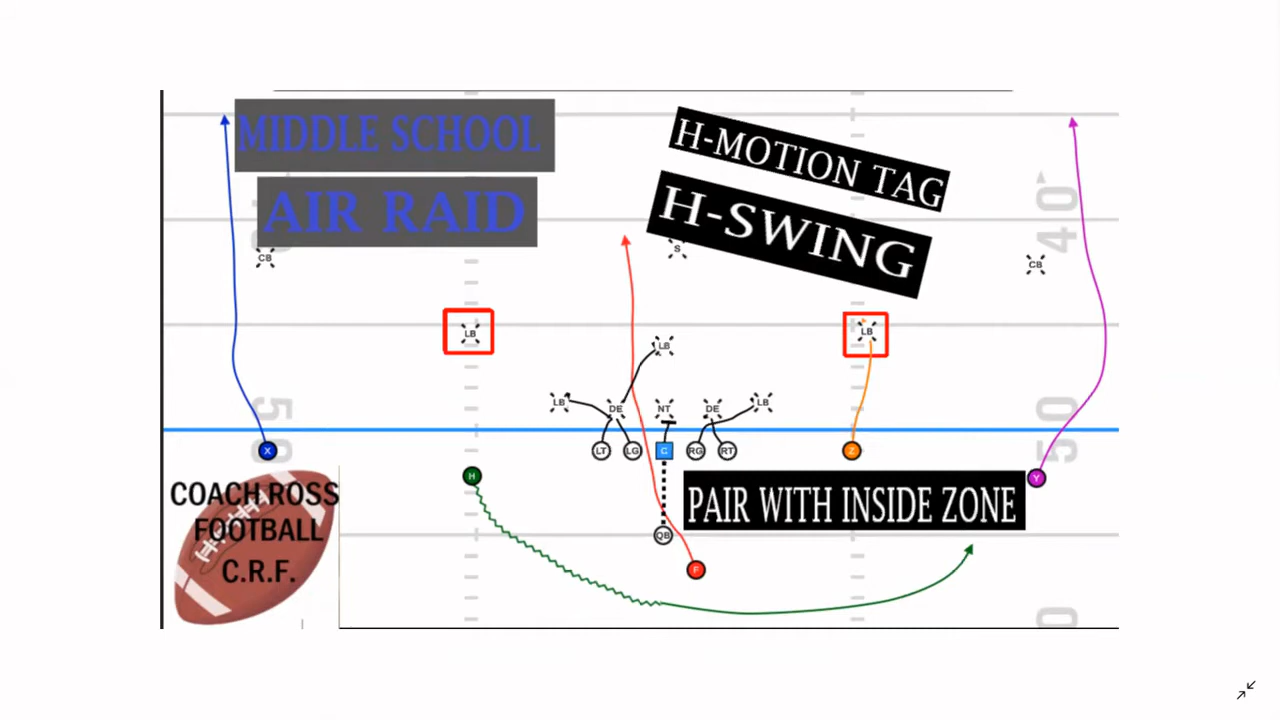 MIDDLE SCHOOL
AIR RAID
H-MOTION TAG
H-SWING
40
CB
S
CB
LB
LB
LB
LB
DE
NT
DE
LB
50
X
LT
LG
C
RG
RT
Z
H
Y
COACH ROSS
FOOTBALL
C.R.F.
PAIR WITH INSIDE ZONE
QB
F